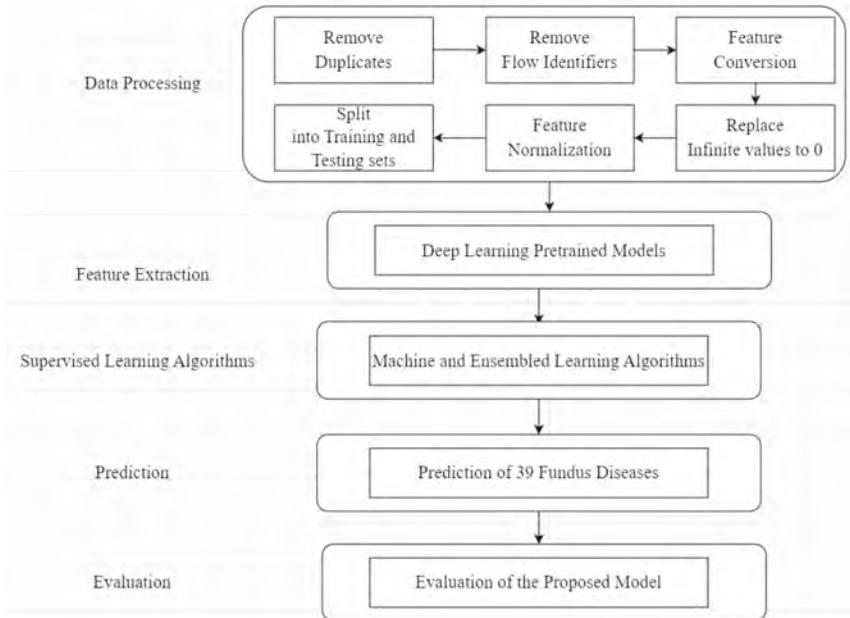 Data Processing
Remove
Duplicates
Remove
Flow Identifiers
Feature
Conversion
Split
into Training and
Testing sets
Feature
Normalization
Replace
Infinite values to 0
Feature Extraction
Deep Learning Pretrained Models
Supervised Learning Algorithms
Machine and Ensembled Learning Algorithms
Prediction
Prediction of 39 Fundus Diseases
Evaluation
Evaluation of the Proposed Model